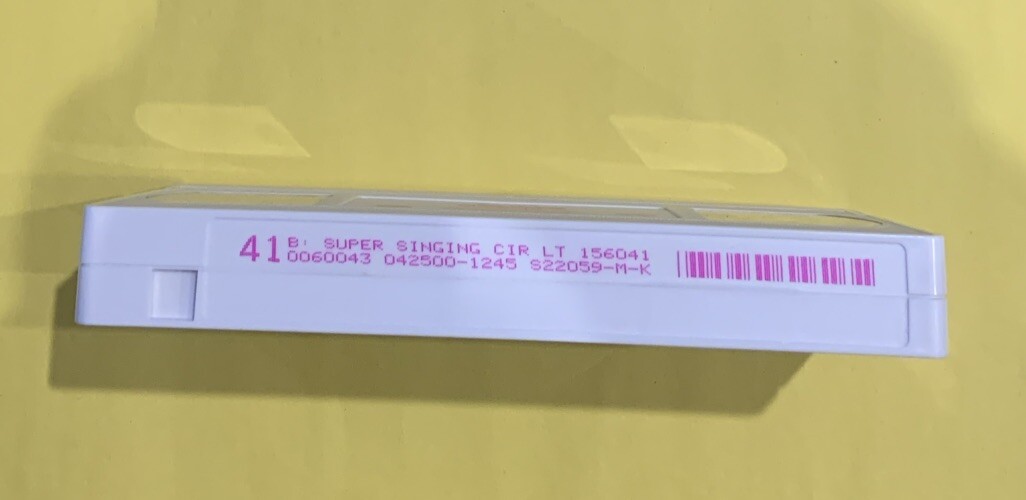 41 B: SUPER SINGING CIR LT 156041
0060043 042500-1245 S22059-M-K